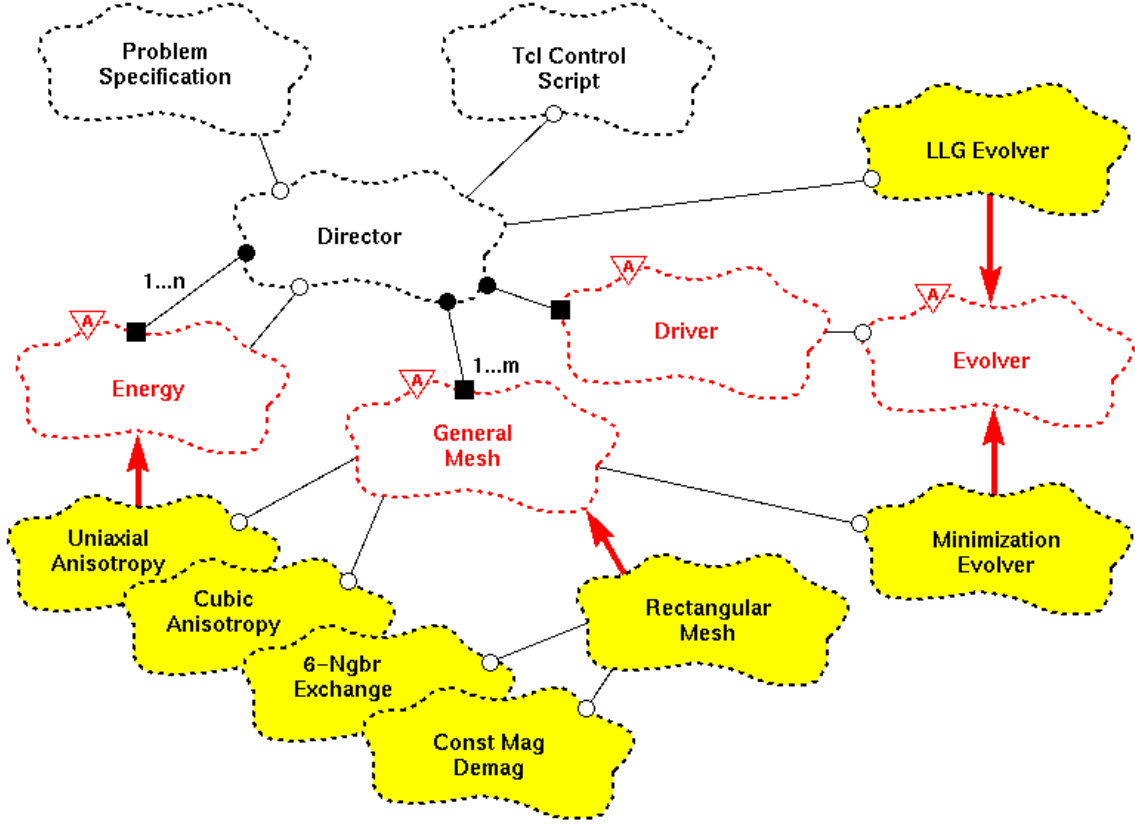 Problem
Specification
Tcl Control
Script
LLG Evolver
Director
1...n
A
Driver
A
Evolver
A
Energy
1...m
A
General
Mesh
Uniaxial
Anisotropy
Minimization
Evolver
Cubic
Anisotropy
Rectangular
Mesh
6-Ngbr
Exchange
Const Mag
Demag